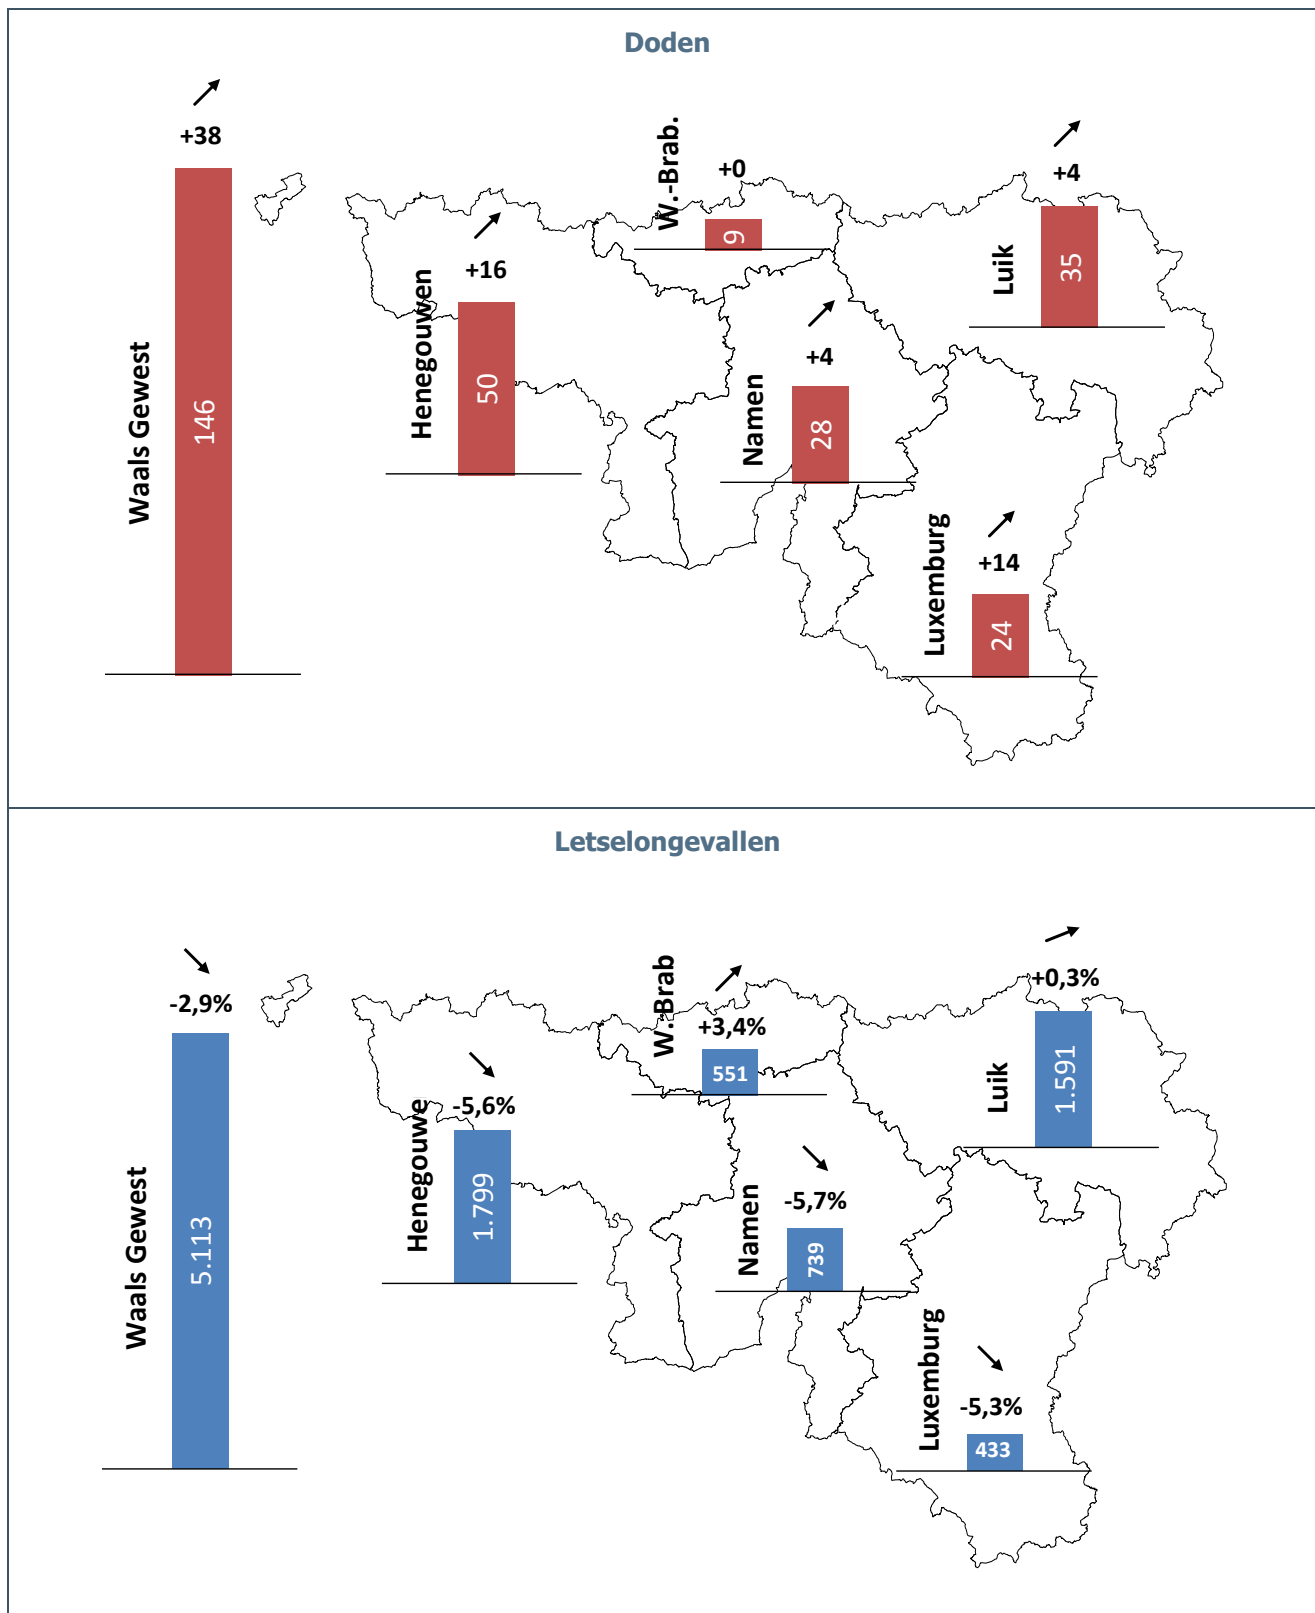 Doden
+38
146
Waals Gewest
+16
50
Henegouwen
W.-Brab.
+0
9
+4
35
Luik
+4
28
Namen
+14
24
Luxemburg
Letselongevallen
-2,9%
5.113
Waals Gewest
-5,6%
1.799
Henegouwe
W.-Brab
+3,4%
551
+0,3%
1.591
Luik
-5,7%
739
Namen
-5,3%
433
Luxemburg